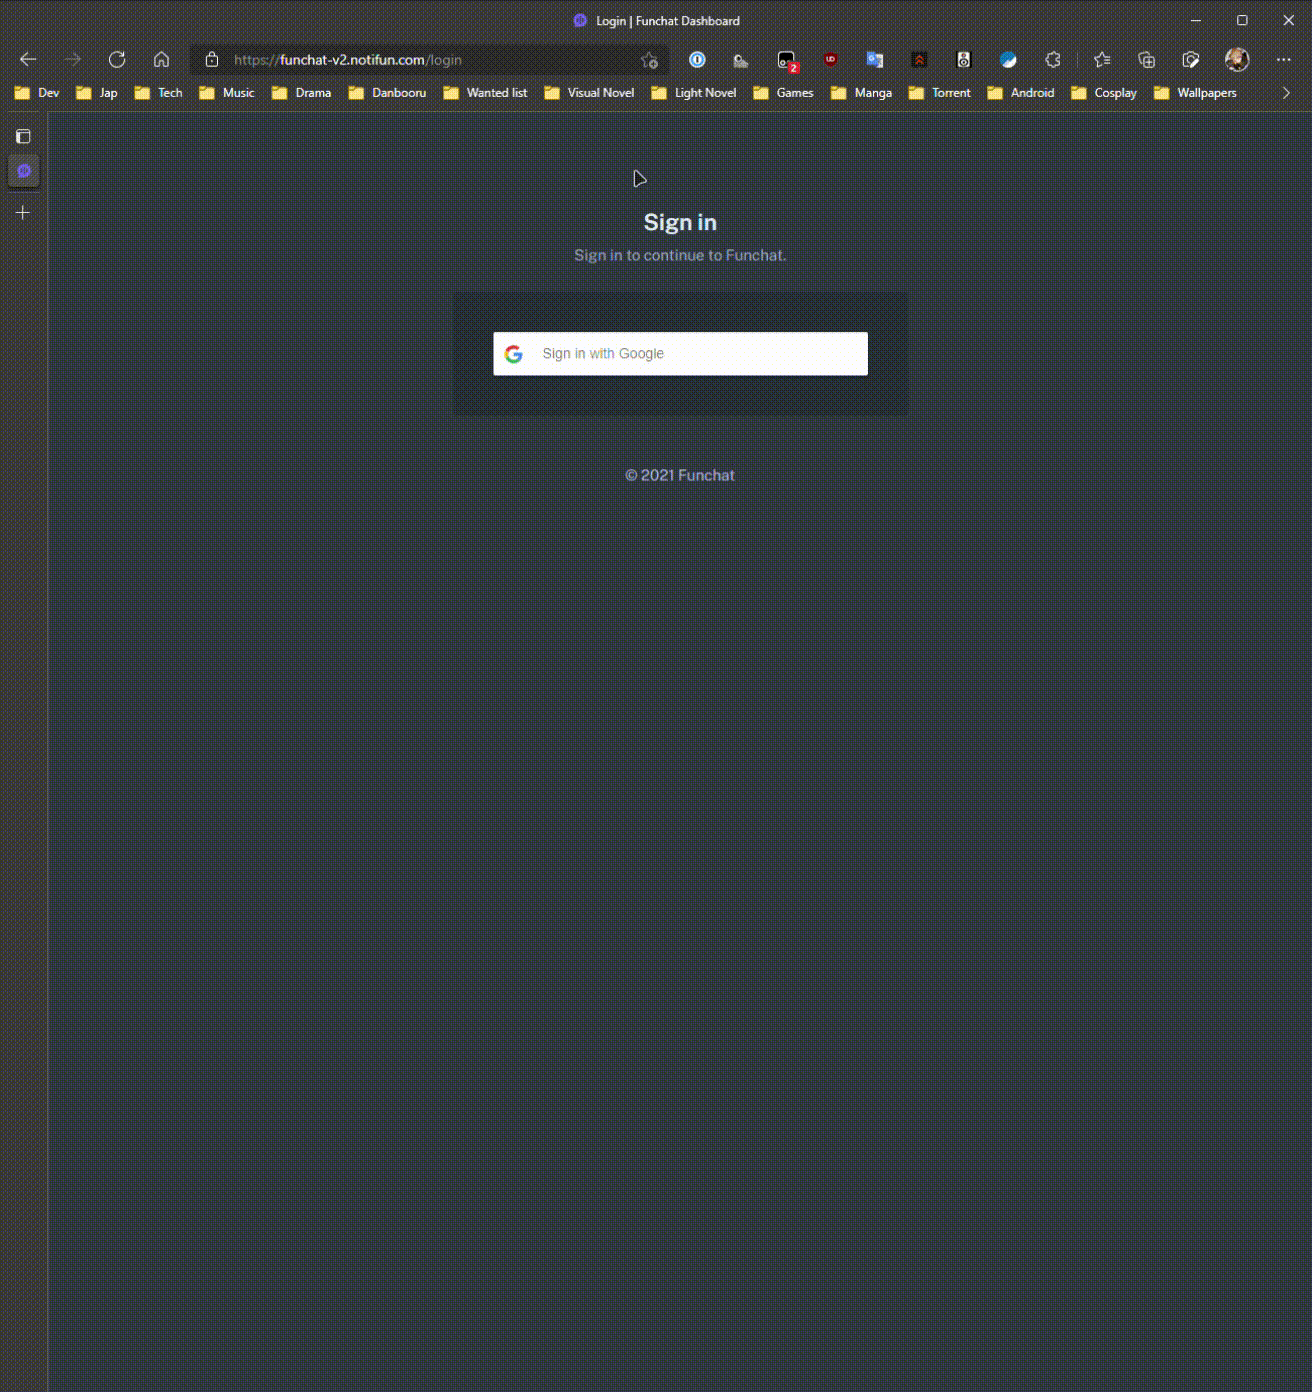 Login | Funchat Dashboard
https://funchat-v2.notifun.com/login
2
UD
Dev Jap Tech Music Drama Danbooru Wanted list Visual Novel Light Novel Games Manga Torrent Android Cosplay Wallpapers
Sign in
Sign in to continue to Funchat.
Sign in with Google
© 2021 Funchat